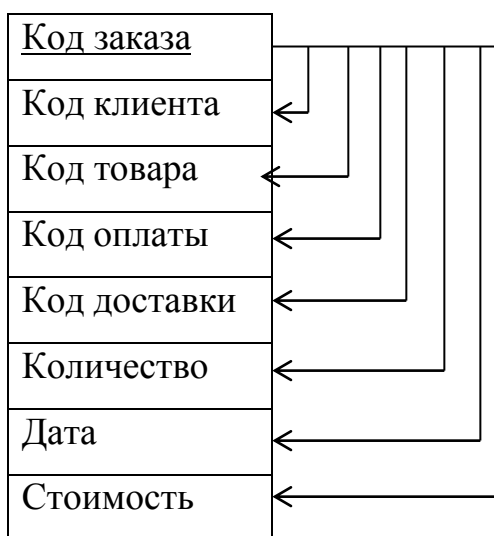 Код заказа
Код клиента
Код товара
Код оплаты
Код доставки
Количество
Дата
Стоимость